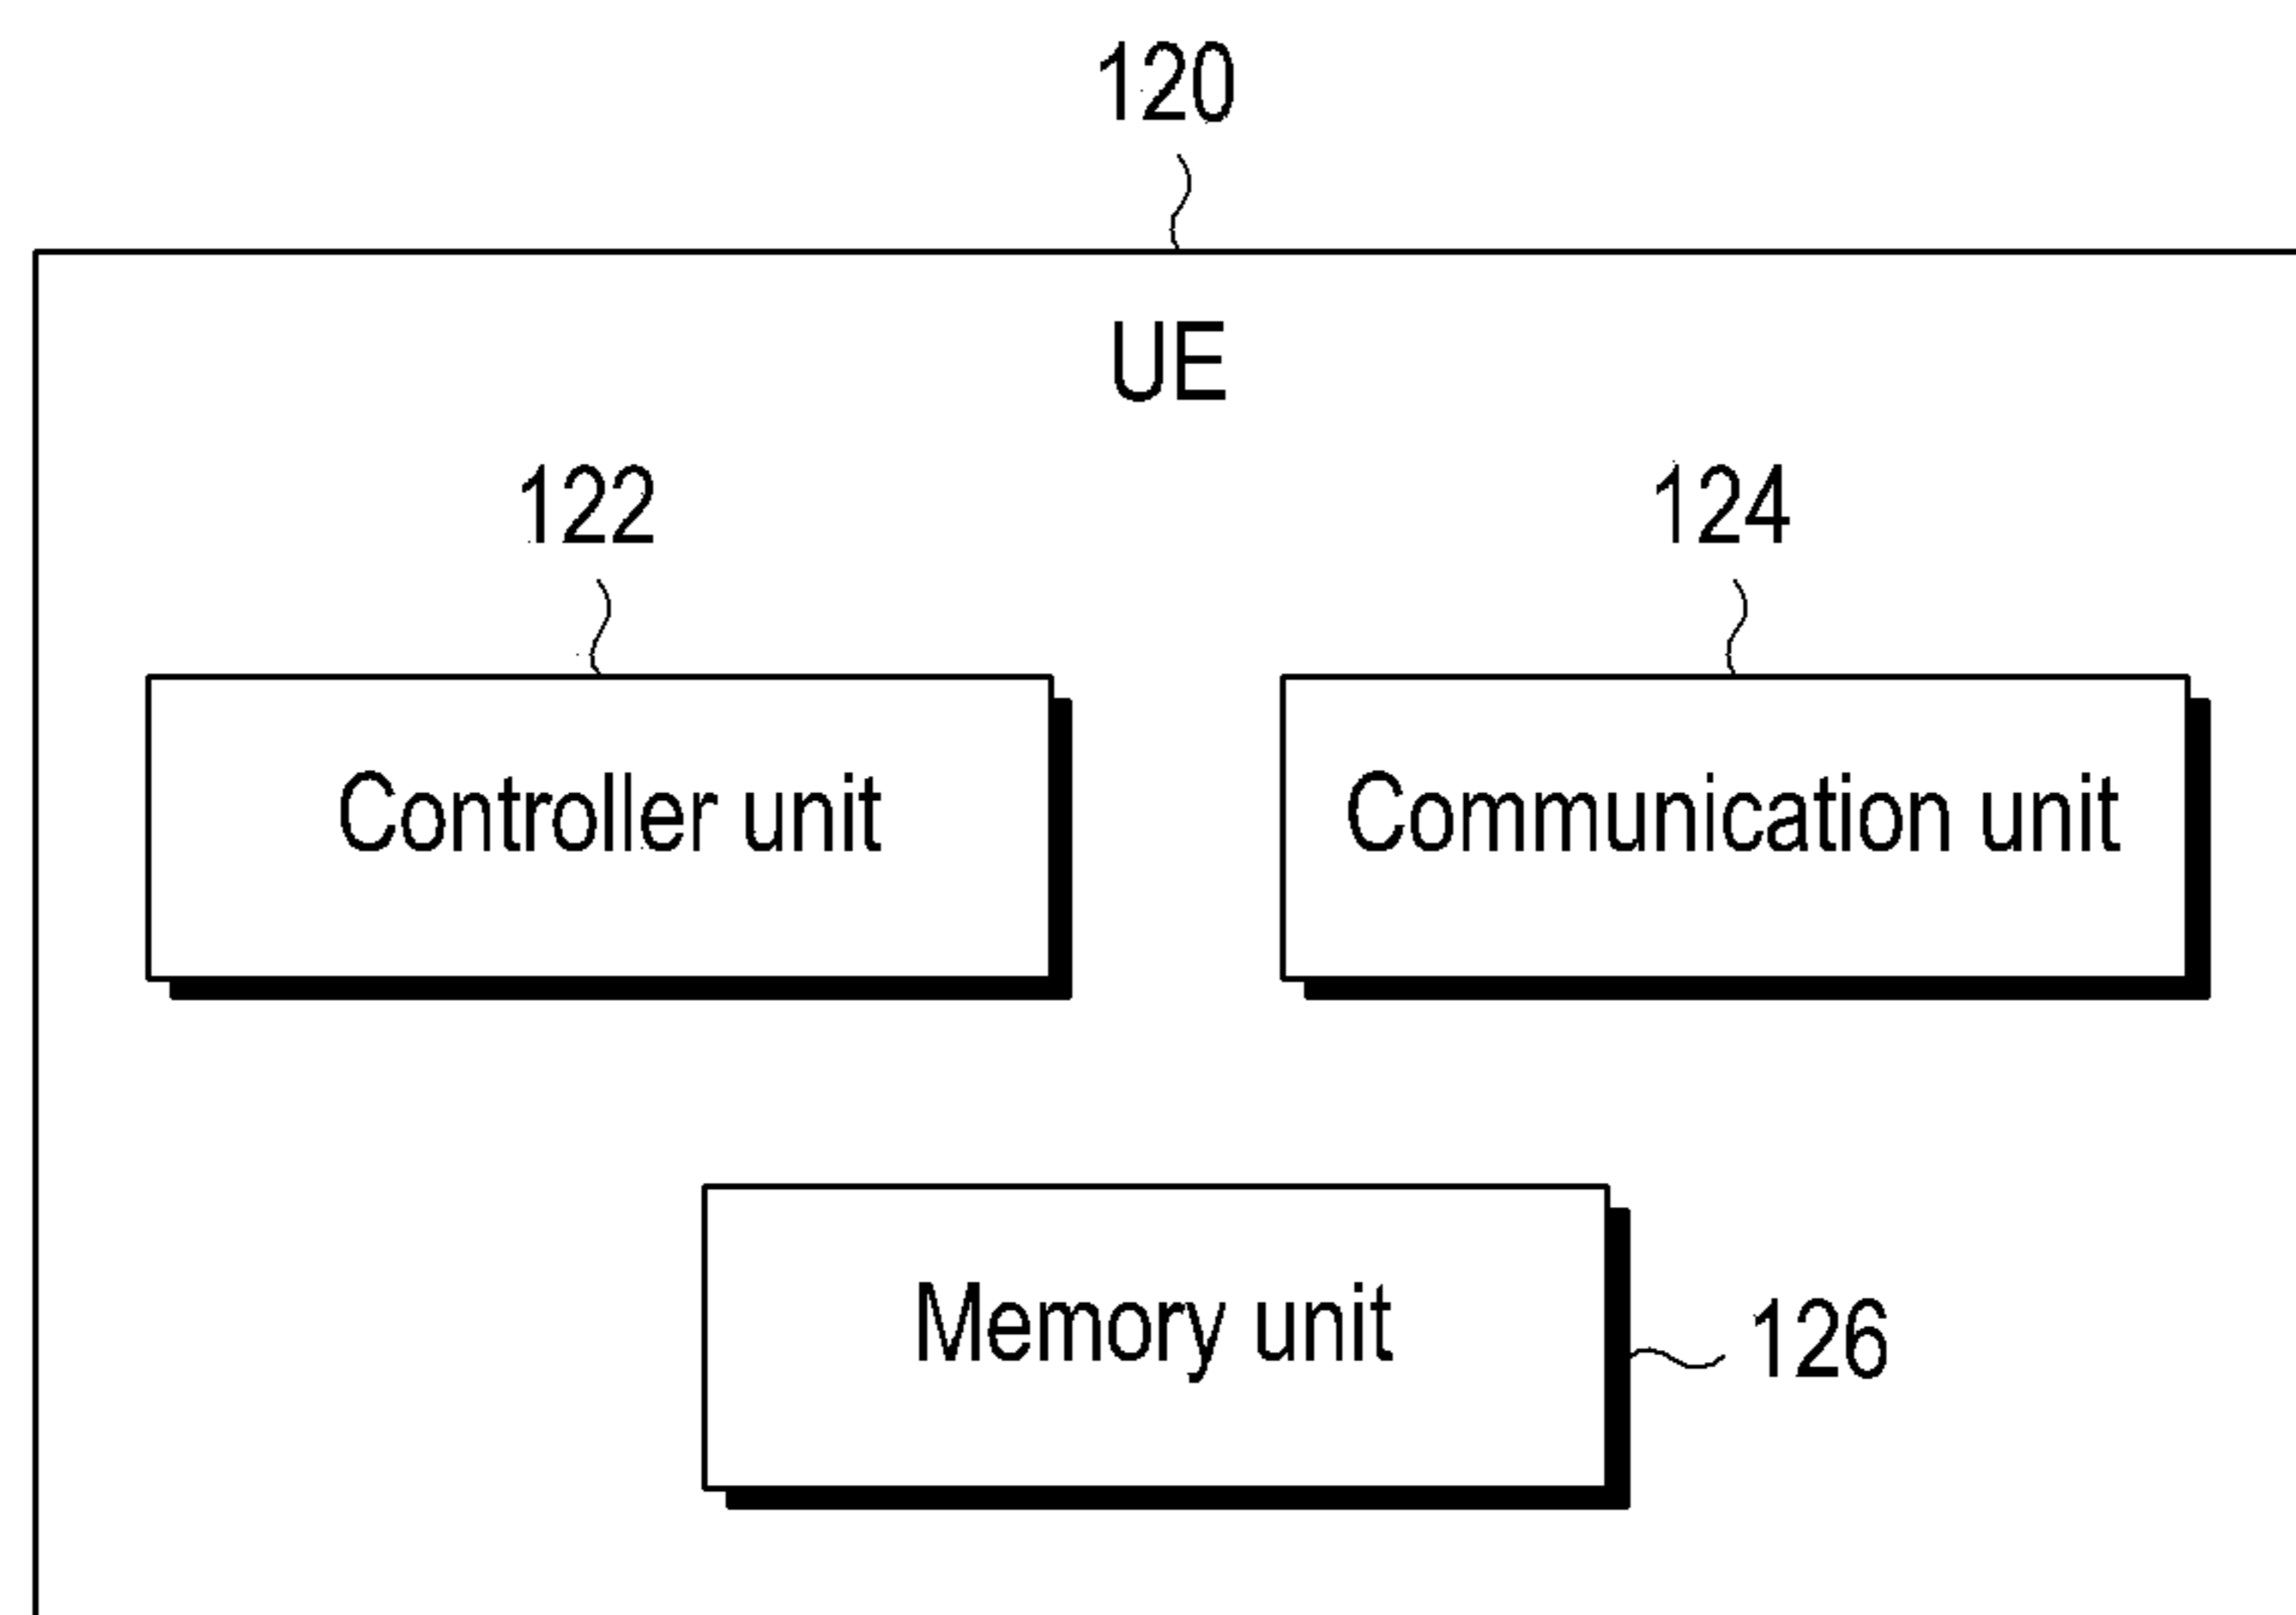 120
UE
122
124
Controller unit
Communication unit
Memory unit
126